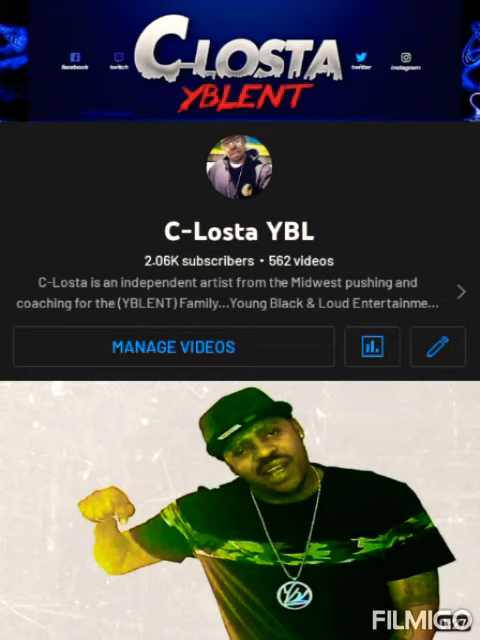 C-LOSTA
facebook
twitch
twitter
instagram
YBLENT
C-Losta YBL
2.06K subscribers • 562 videos
C-Losta is an independent artist from the Midwest pushing and
coaching for the (YBLENT) Family...Young Black & Loud Entertainme...
MANAGE VIDEOS
YBL
FILMIGO